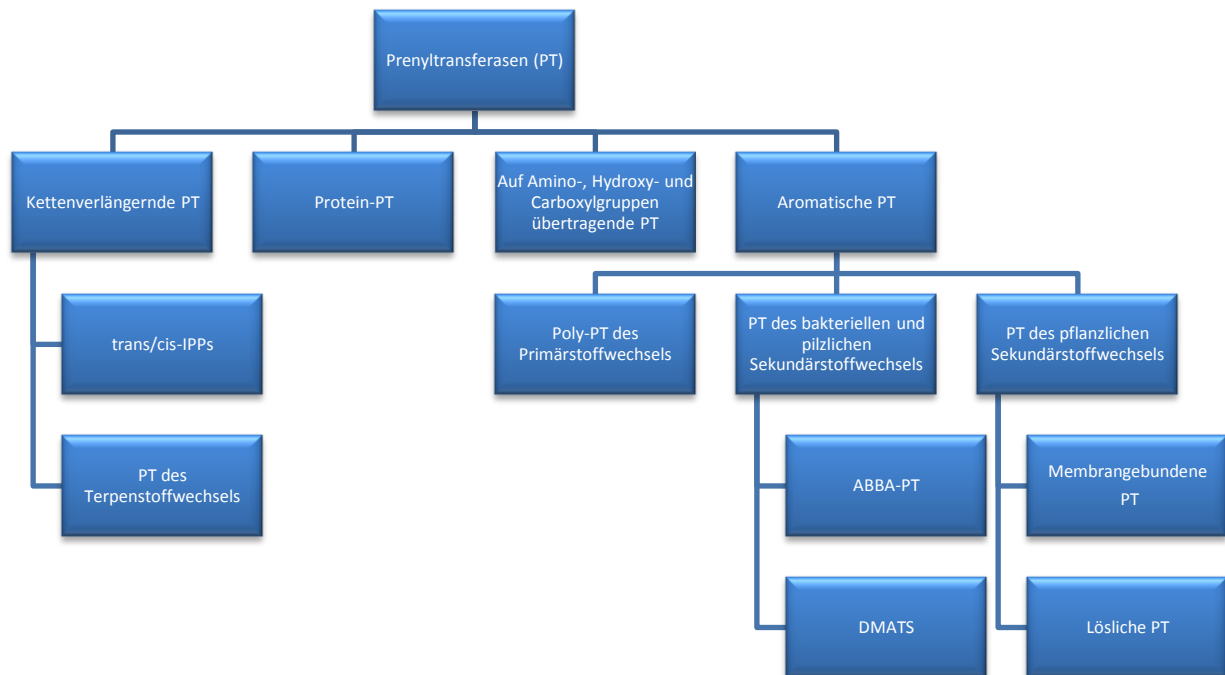 Prenyltransferasen (PT)
Kettenverlängernde PT
Protein-PT
Auf Amino-, Hydroxy- und
Carboxylgruppen
übertragende PT
Aromatische PT
trans/cis-IPPs
PT des
Terpenstoffwechsels
Poly-PT des
Primärstoffwechsels
PT des bakteriellen und
pilzlichen
Sekundärstoffwechsels
PT des pflanzlichen
Sekundärstoffwechsels
ABBA-PT
DMATS
Membrangebundene
PT
Lösliche PT